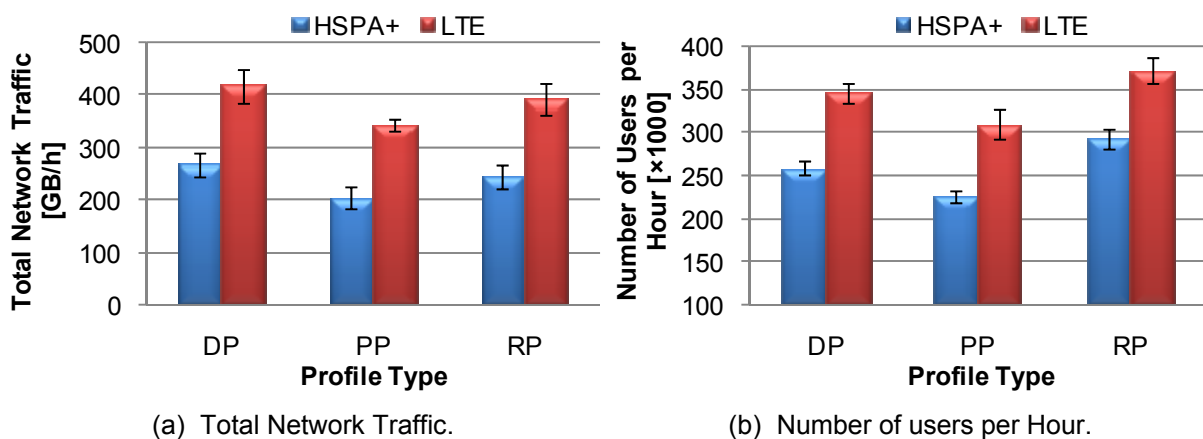 HSPA+ LTE
Total Network Traffic
[GB/h]
500
400
300
200
100
0
DP PP RP
Profile Type
(a) Total Network Traffic.
HSPA+ LTE
Number of Users per
Hour [×1000]
400
350
300
250
200
150
100
DP PP RP
Profile Type
(b) Number of users per Hour.